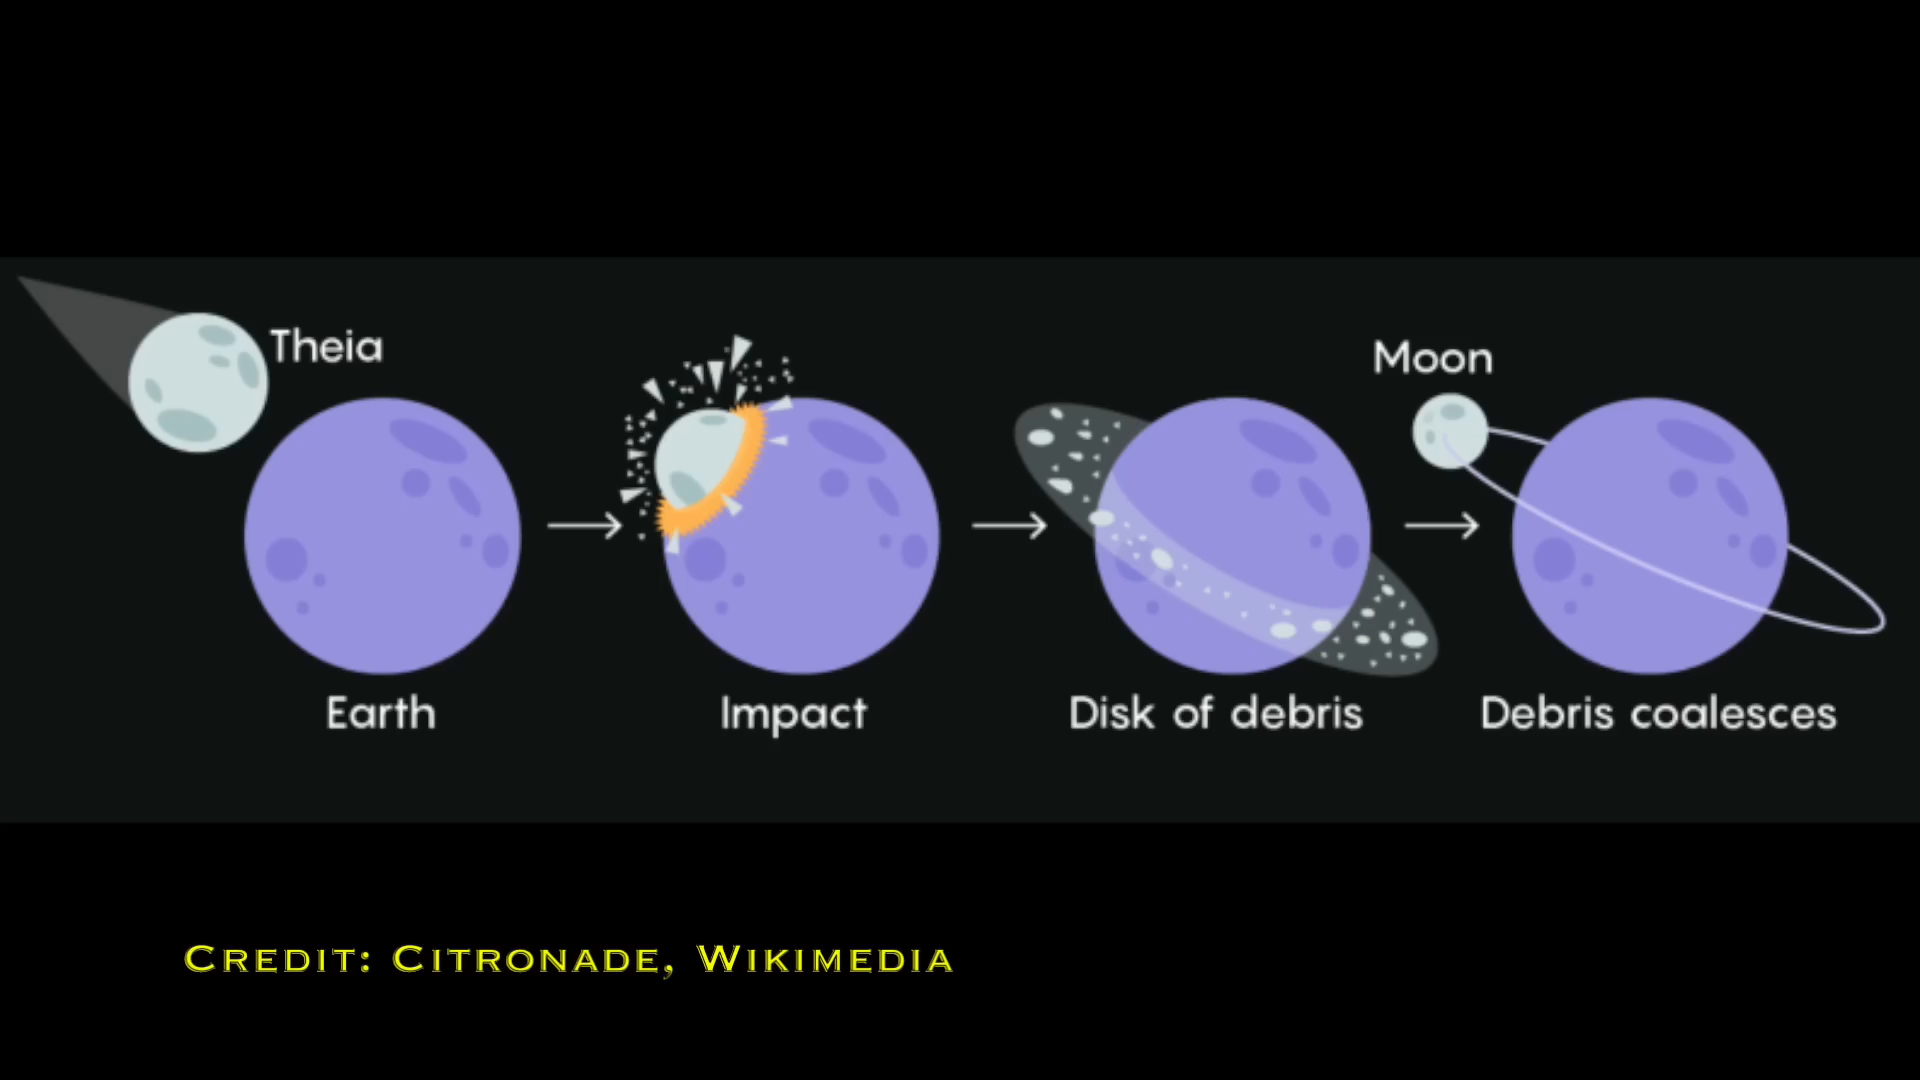 Theia
Moon
Earth
Impact
Disk of debris
Debris coalesces
Credit: Citronade, Wikimedia